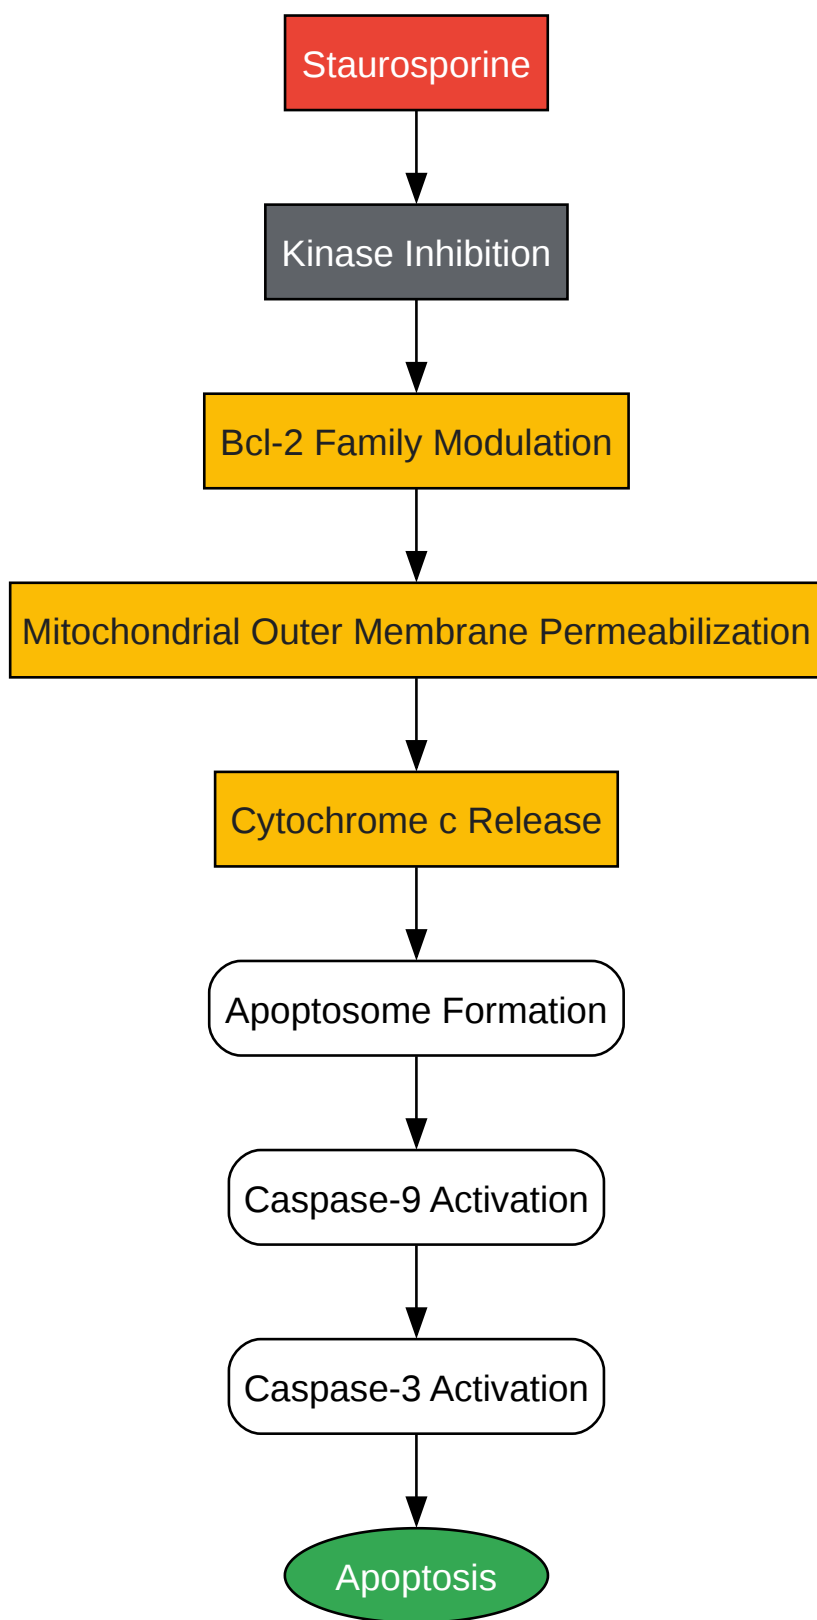 Staurosporine
Kinase Inhibition
Bcl-2 Family Modulation
Mitochondrial Outer Membrane Permeabilization
Cytochrome c Release
Apoptosome Formation
Caspase-9 Activation
Caspase-3 Activation
Apoptosis